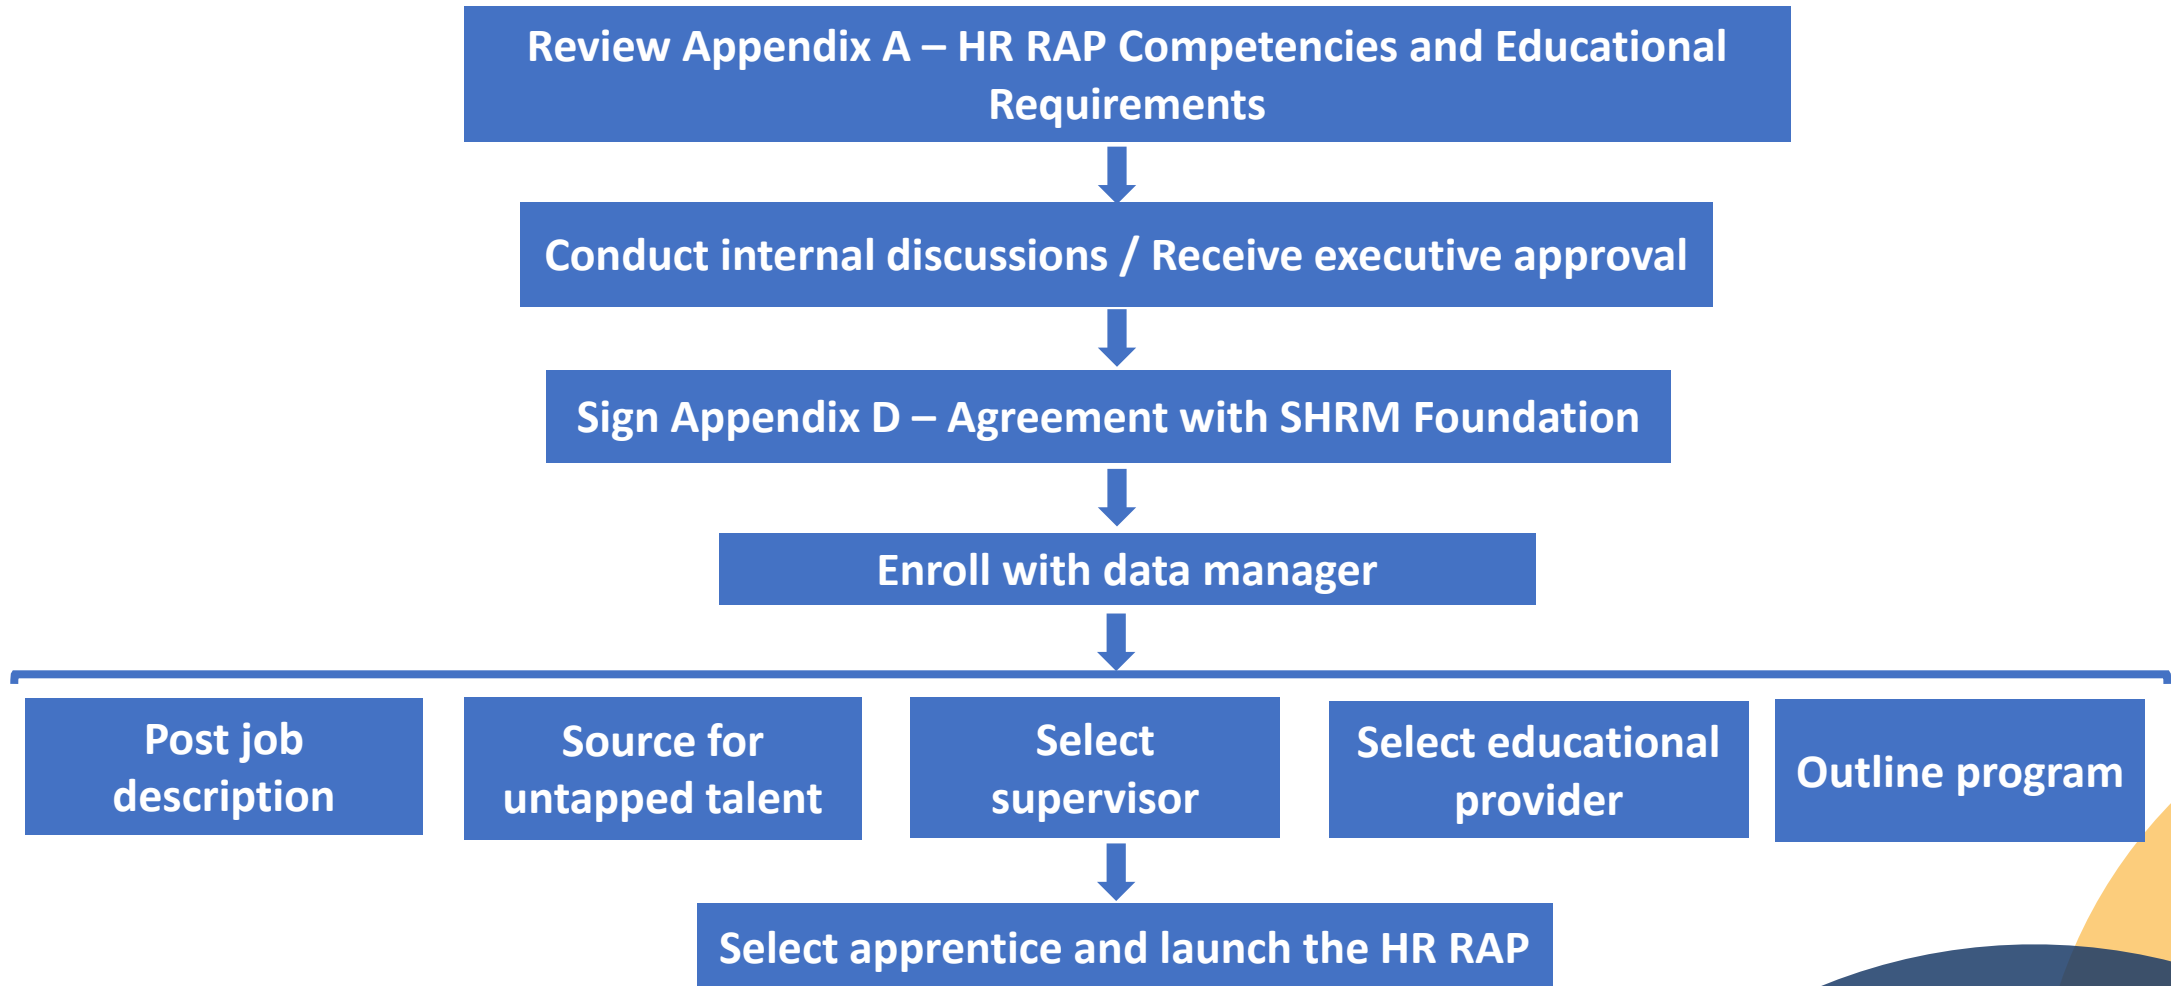 Review Appendix A – HR RAP Competencies and Educational
Requirements
Conduct internal discussions / Receive executive approval
Sign Appendix D – Agreement with SHRM Foundation
Enroll with data manager
Post job
description
Source for
untapped talent
Select
supervisor
Select educational
provider
Outline program
Select apprentice and launch the HR RAP